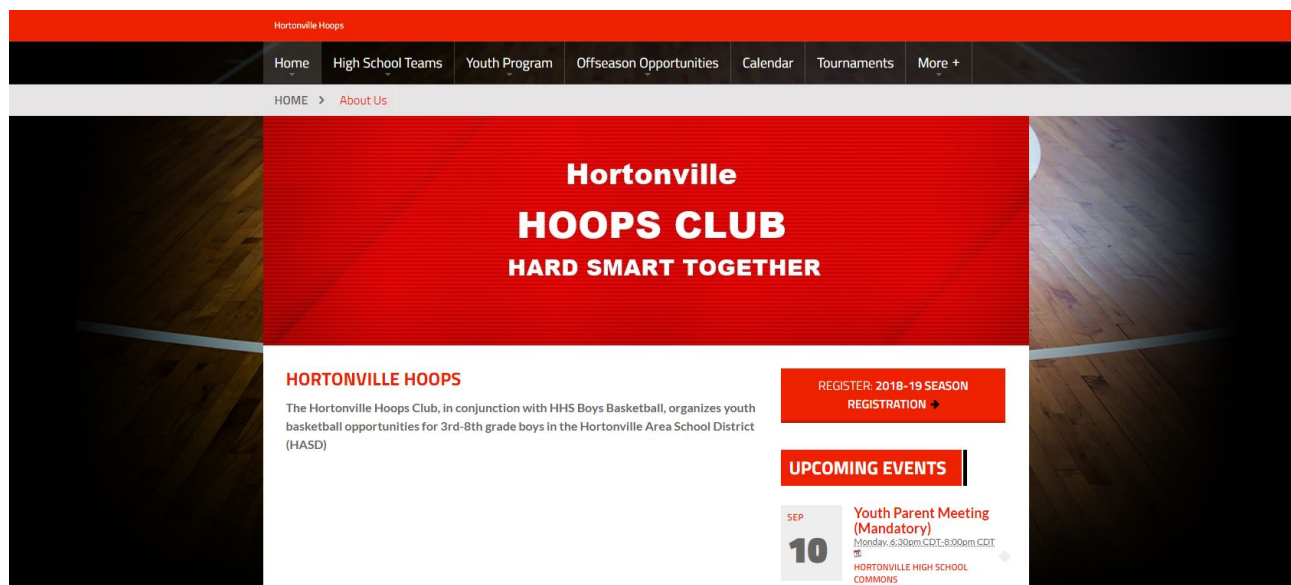 Hortonville Hoops
Home High School Teams Youth Program Offseason Opportunities Calendar Tournaments More +
HOME > About Us
Hortonville
HOOPS CLUB
HARD SMART TOGETHER
HORTONVILLE HOOPS
The Hortonville Hoops Club, in conjunction with HHS Boys Basketball, organizes youth
basketball opportunities for 3rd-8th grade boys in the Hortonville Area School District
(HASD)
REGISTER: 2018-19 SEASON
REGISTRATION →
UPCOMING EVENTS
SEP
10
Youth Parent Meeting
(Mandatory)
Monday, 6:30pm CDT-8:00pm CDT
HORTONVILLE HIGH SCHOOL
COMMONS